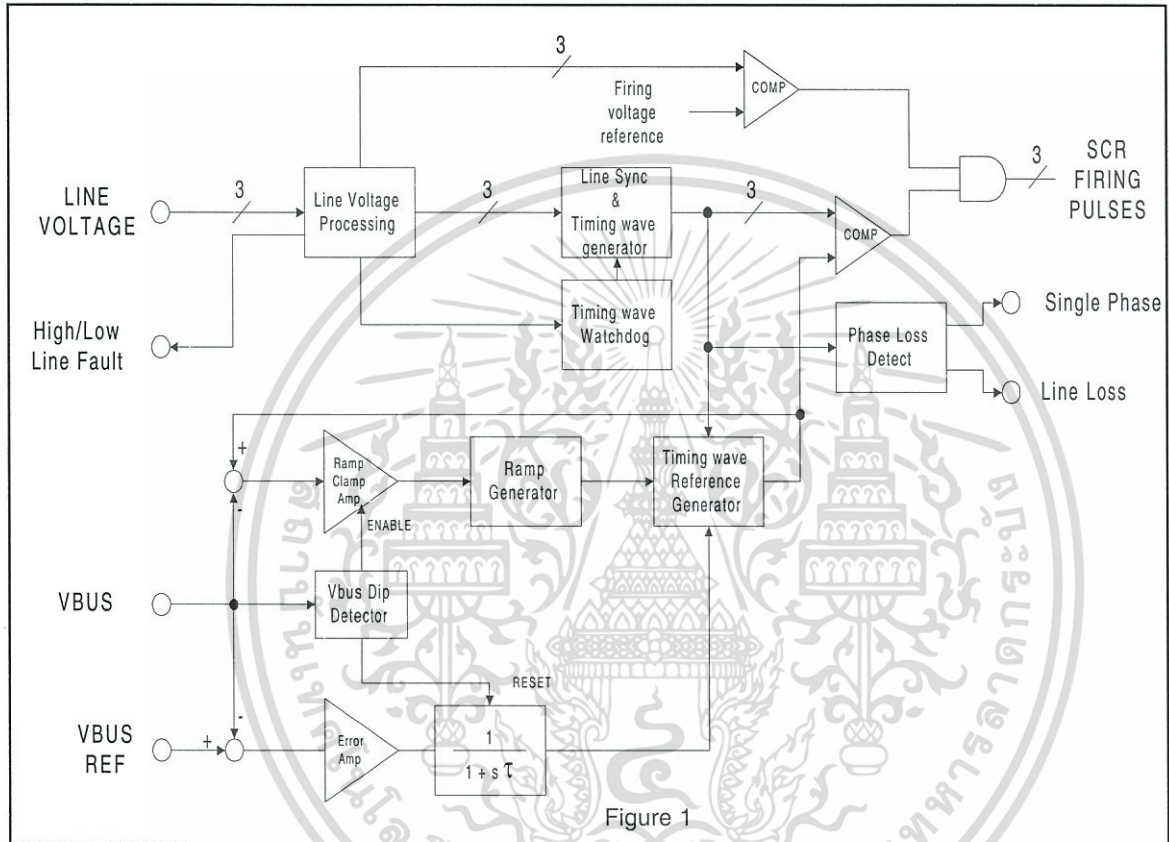 3
COMP
Firing
voltage
reference
3
SCR
FIRING
PULSES
LINE
VOLTAGE
3
Line Voltage
Processing
3
Line Sync
&
Timing wave
generator
3
COMP
High/Low
Line Fault
Timing wave
Watchdog
Phase Loss
Detect
Single Phase
Line Loss
+
-
Ramp
Clamp
Amp
ENABLE
Ramp
Generator
Timing wave
Reference
Generator
VBUS
Vbus Dip
Detector
RESET
VBUS
REF
+
-
Error
Amp
1
1 + s τ
Figure 1